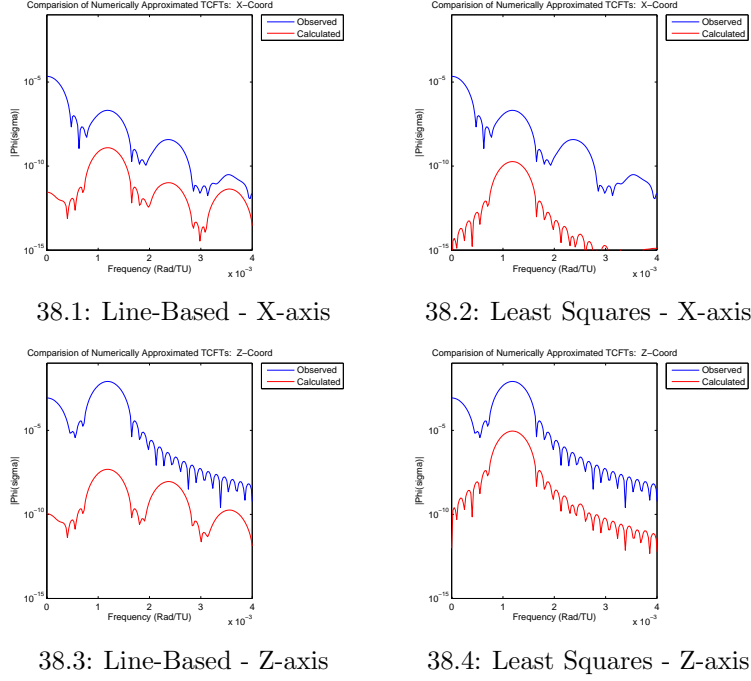 Comparision of Numerically Approximated TCFTs: X−Coord
Observed
Calculated
|Phi(sigma)|
10−5
10−10
10−15
0 1 2 3 4
x 10−3
Frequency (Rad/TU)
38.1: Line-Based - X-axis
Comparision of Numerically Approximated TCFTs: X−Coord
Observed
Calculated
|Phi(sigma)|
10−5
10−10
10−15
0 1 2 3 4
x 10−3
Frequency (Rad/TU)
38.2: Least Squares - X-axis
Comparision of Numerically Approximated TCFTs: Z−Coord
Observed
Calculated
|Phi(sigma)|
10−5
10−10
10−15
0 1 2 3 4
x 10−3
Frequency (Rad/TU)
38.3: Line-Based - Z-axis
Comparision of Numerically Approximated TCFTs: Z−Coord
Observed
Calculated
|Phi(sigma)|
10−5
10−10
10−15
0 1 2 3 4
x 10−3
Frequency (Rad/TU)
38.4: Least Squares - Z-axis